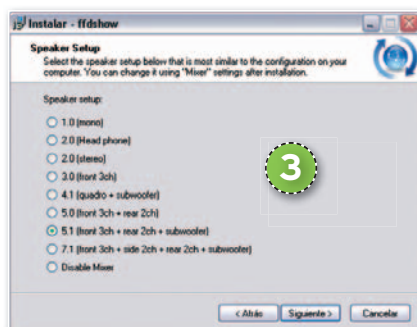 Instalar - ffdshow
Speaker Setup
Select the speaker setup below that is most similar to the configuration on your
computer. You can change it using "Mixer" settings after installation.
Speaker setup:
1.0 (mono)
2.0 (Head phone)
2.0 (stereo)
3.0 (front 3ch)
4.1 (quadro + subwoofer)
5.0 (front 3ch + rear 2ch)
5.1 (front 3ch + rear 2ch + subwoofer)
7.1 (front 3ch + side 2ch + rear 2ch + subwoofer)
Disable Mixer
3
< Atrás
Siguiente >
Cancelar